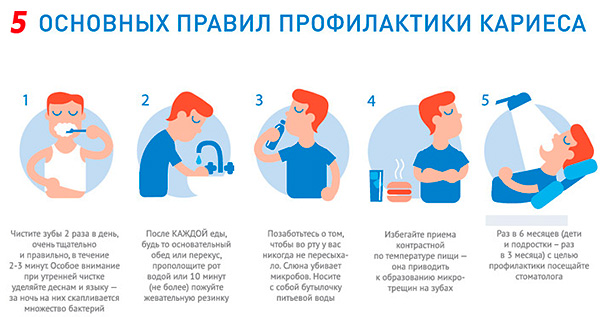 5 ОСНОВНЫХ ПРАВИЛ ПРОФИЛАКТИКИ КАРИЕСА
1
Чистите зубы 2 раза в день,
очень тщательно
и правильно, в течение
2-3 минут Особое внимание
при утренней чистке
уделяйте деснам и языку —
за ночь на них скапливается
множество бактерий
2
После КАЖДОЙ еды,
будь то основательный
обед или перекус,
прополощите рот
водой или 10 минут
(не более) пожуйте
жевательную резинку
3
Позаботьтесь о том,
чтобы во рту у вас
никогда не пересыха-
ло. Слюна убивает
микробов. Носите
с собой бутылочку
питьевой воды
4
Избегайте приема
контрастной
по температуре пищи —
она приводит
к образованию микро-
трещин на зубах
5
Раз в 6 месяцев (дети
и подростки – раз
в 3 месяца) с целью
профилактики посещайте
стоматолога